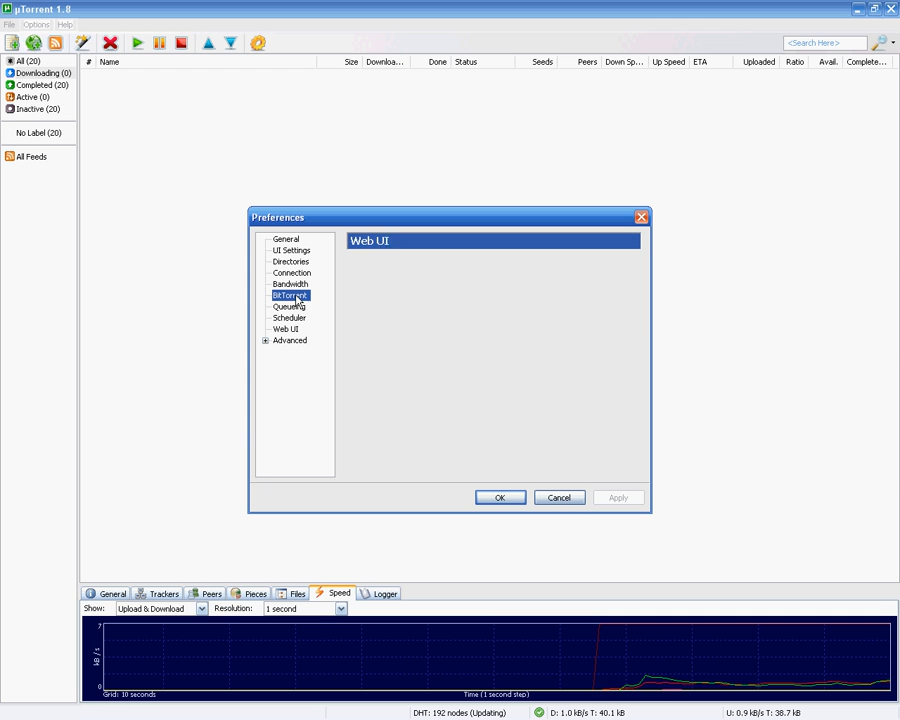 µTorrent 1.8
File Options Help
<Search Here>
All (20)
Downloading (0)
Completed (20)
Active (0)
Inactive (20)
No Label (20)
All Feeds
# Name Size Downloa... Done Status Seeds Peers Down Sp... Up Speed ETA Uploaded Ratio Avail. Complete...
Preferences
General
UI Settings
Directories
Connection
Bandwidth
BitTorrent
Queueing
Scheduler
Web UI
Advanced
Web UI
OK Cancel Apply
General Trackers Peers Pieces Files Speed Logger
Show: Upload & Download Resolution: 1 second
7
kB / s
0
Grid: 10 seconds Time (1 second step)
DHT: 192 nodes (Updating) D: 1.0 kB/s T: 40.1 kB U: 0.9 kB/s T: 38.7 kB